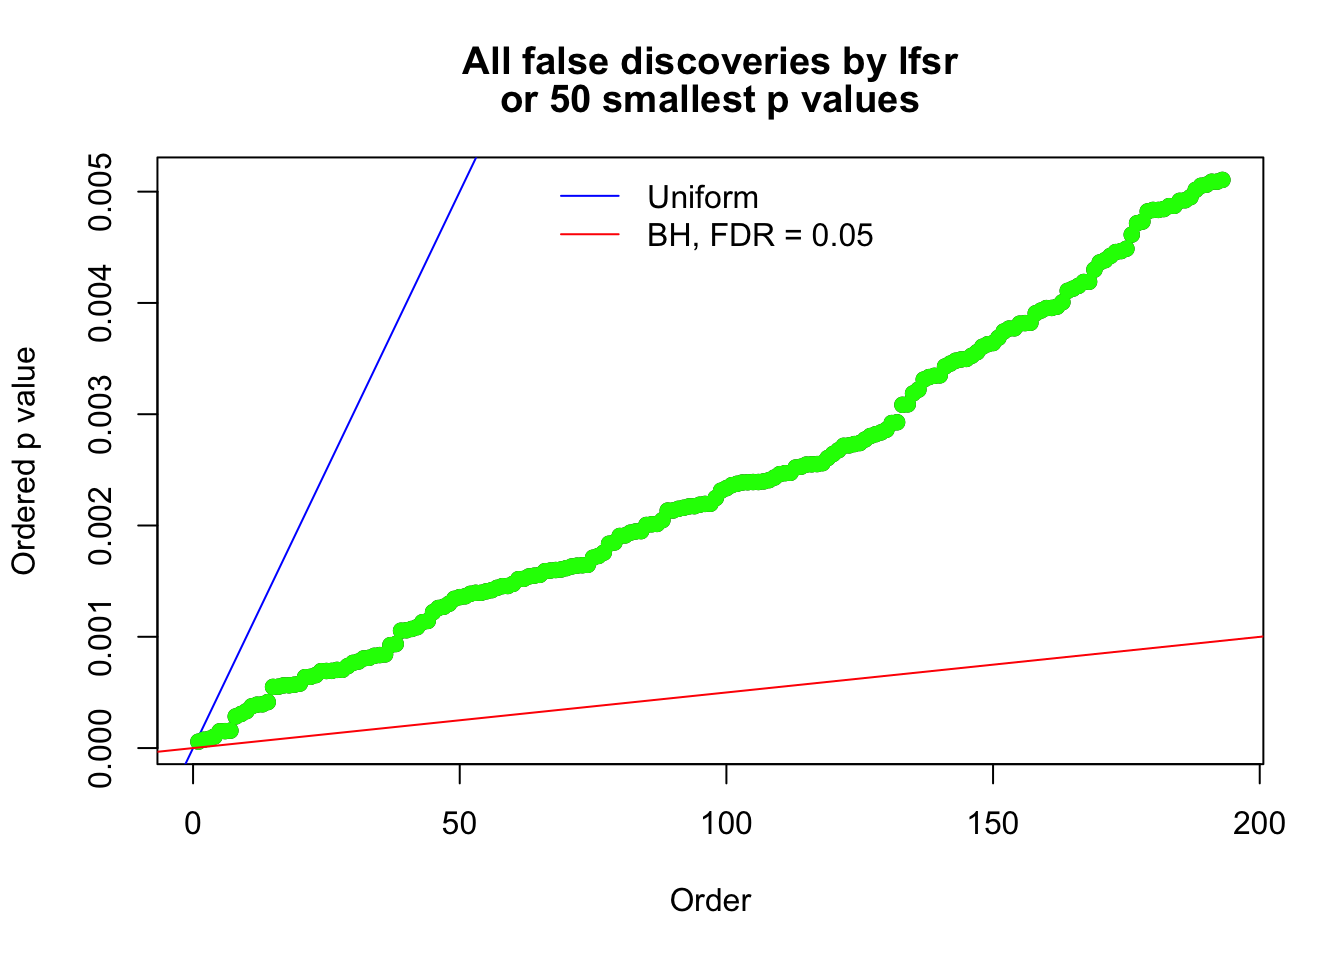 All false discoveries by lfsr
or 50 smallest p values
Uniform
BH, FDR = 0.05
0.005
0.004
0.003
0.002
0.001
0.000
Ordered p value
0
50
100
150
200
Order